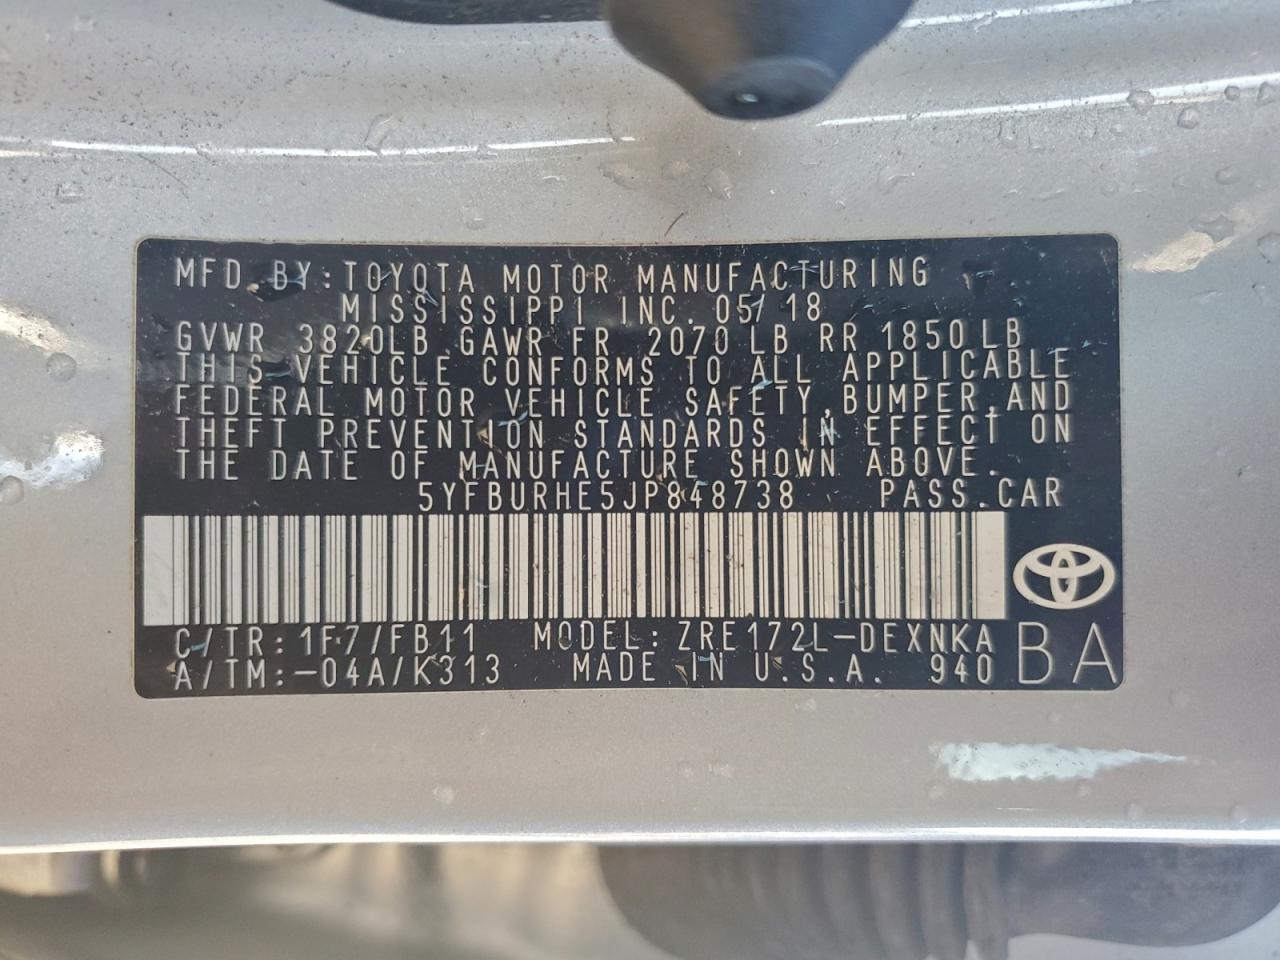 MFD.BY:TOYOTA MOTOR MANUFACTURING
MISSISSIPPI INC. 05/18
GVWR 3820LB GAWR FR 2070 LB RR 1850LB
THIS VEHICLE CONFORMS TO ALL APPLICABLE
FEDERAL MOTOR VEHICLE SAFETY,BUMPER,AND
THEFT PREVENTION STANDARDS IN EFFECT ON
THE DATE OF MANUFACTURE SHOWN ABOVE.
5YFBURHE5JP848738 PASS.CAR
C/TR:1F7/FB11 MODEL:ZRE172L-DEXNKA
A/TM:-04A/K313 MADE IN U.S.A. 940 BA